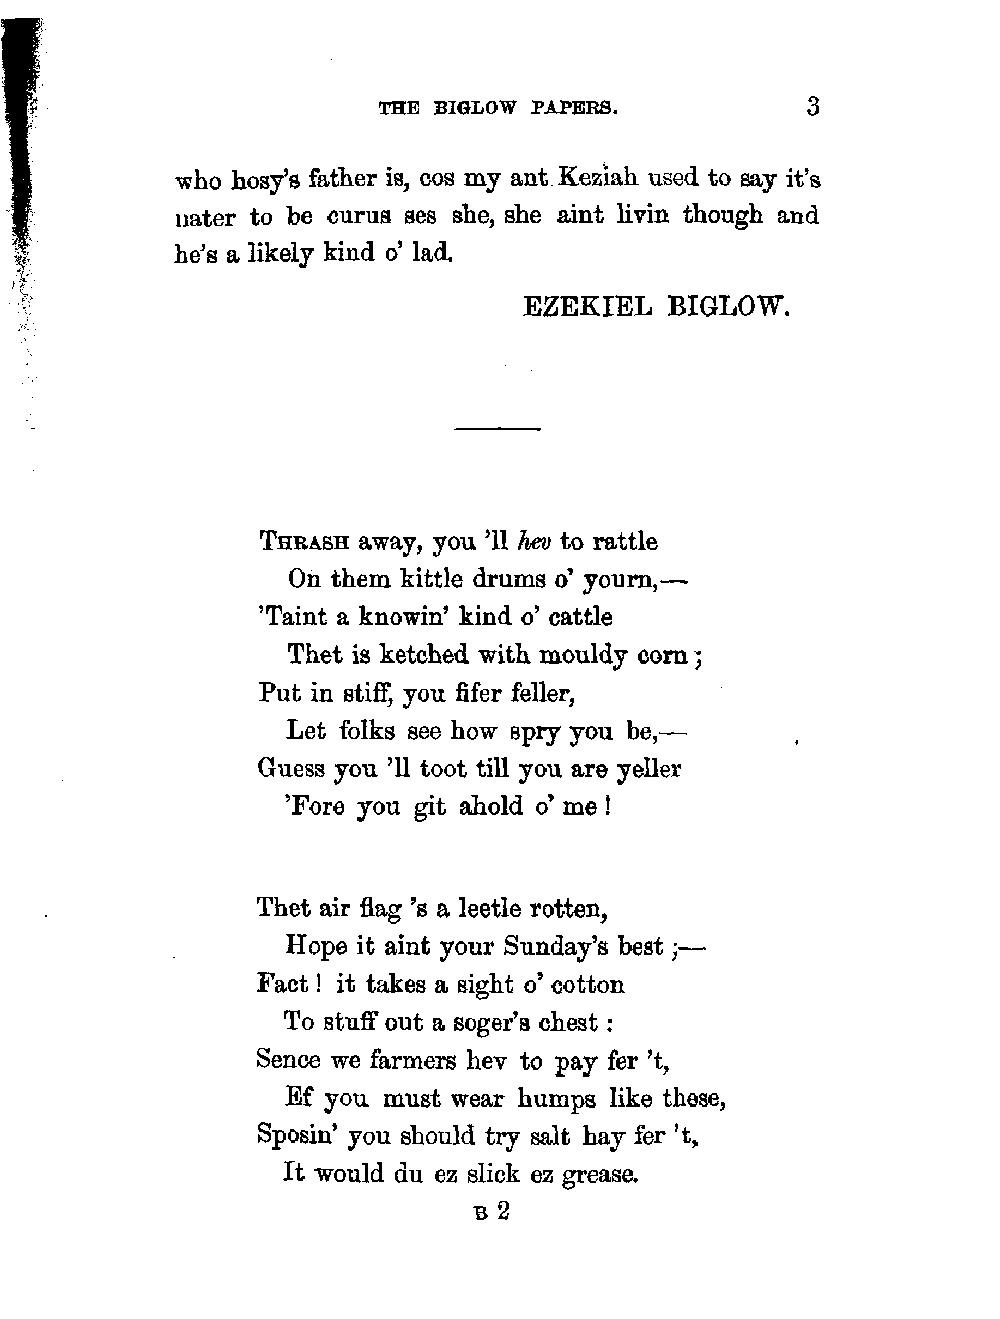 THE BIGLOW PAPERS. 3
who hosy's father is, cos my ant Keziah used to say it's
nater to be curus ses she, she aint livin though and
he's a likely kind o' lad.
EZEKIEL BIGLOW.
THRASH away, you 'll hev to rattle
On them kittle drums o' yourn,—
'Taint a knowin' kind o' cattle
Thet is ketched with mouldy corn;
Put in stiff, you fifer feller,
Let folks see how spry you be,—
Guess you 'll toot till you are yeller
'Fore you git ahold o' me!
Thet air flag 's a leetle rotten,
Hope it aint your Sunday's best;—
Fact! it takes a sight o' cotton
To stuff out a soger's chest:
Sence we farmers hev to pay fer 't,
Ef you must wear humps like these,
Sposin' you should try salt hay fer 't,
It would du ez slick ez grease.
B 2